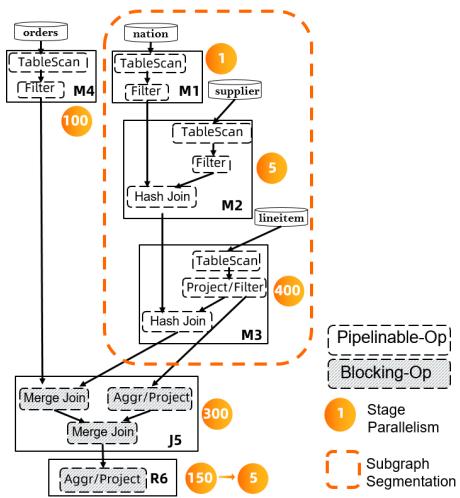 orders
nation
TableScan
Filter
M4
100
TableScan
Filter
M1
1
supplier
TableScan
Filter
Hash Join
M2
5
lineitem
TableScan
Project/Filter
Hash Join
M3
400
Merge Join
Aggr/Project
Merge Join
J5
300
Aggr/Project
R6
150
5
Pipelinable-Op
Blocking-Op
1
Stage
Parallelism
Subgraph
Segmentation